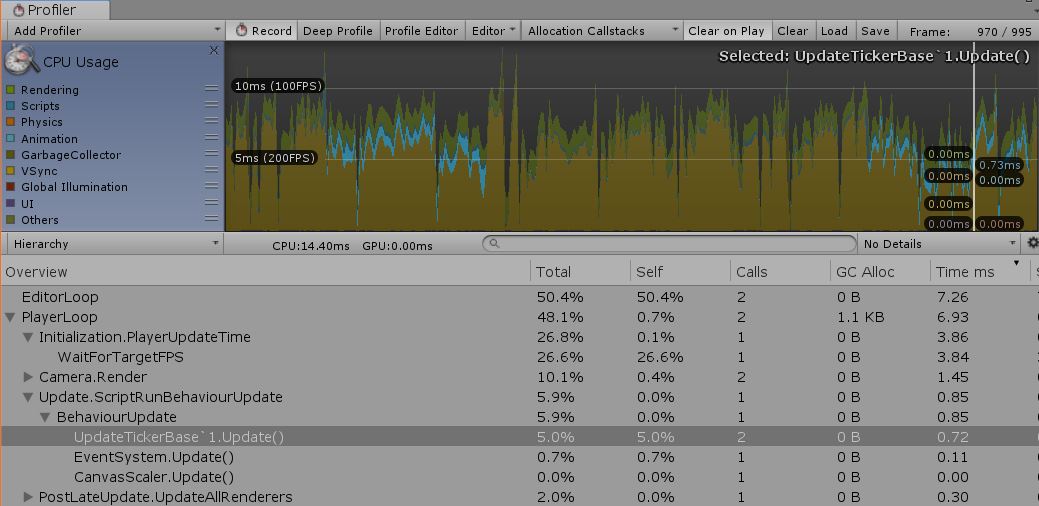 Profiler
Add Profiler Record Deep Profile Profile Editor Editor Allocation Callstacks Clear on Play Clear Load Save Frame: 970 / 995
CPU Usage
Selected: UpdateTickerBase`1.Update()
Rendering
Scripts
Physics
Animation
GarbageCollector
VSync
Global Illumination
UI
Others
10ms (100FPS)
5ms (200FPS)
0.00ms
0.73ms
0.00ms
0.00ms
0.00ms
0.00ms
0.00ms
Hierarchy CPU:14.40ms GPU:0.00ms No Details
Overview Total Self Calls GC Alloc Time ms
EditorLoop 50.4% 50.4% 2 0 B 7.26
PlayerLoop 48.1% 0.7% 2 1.1 KB 6.93
Initialization.PlayerUpdateTime 26.8% 0.1% 1 0 B 3.86
WaitForTargetFPS 26.6% 26.6% 1 0 B 3.84
Camera.Render 10.1% 0.4% 2 0 B 1.45
Update.ScriptRunBehaviourUpdate 5.9% 0.0% 1 0 B 0.85
BehaviourUpdate 5.9% 0.0% 1 0 B 0.85
UpdateTickerBase`1.Update() 5.0% 5.0% 2 0 B 0.72
EventSystem.Update() 0.7% 0.7% 1 0 B 0.11
CanvasScaler.Update() 0.0% 0.0% 1 0 B 0.00
PostLateUpdate.UpdateAllRenderers 2.0% 0.0% 1 0 B 0.30